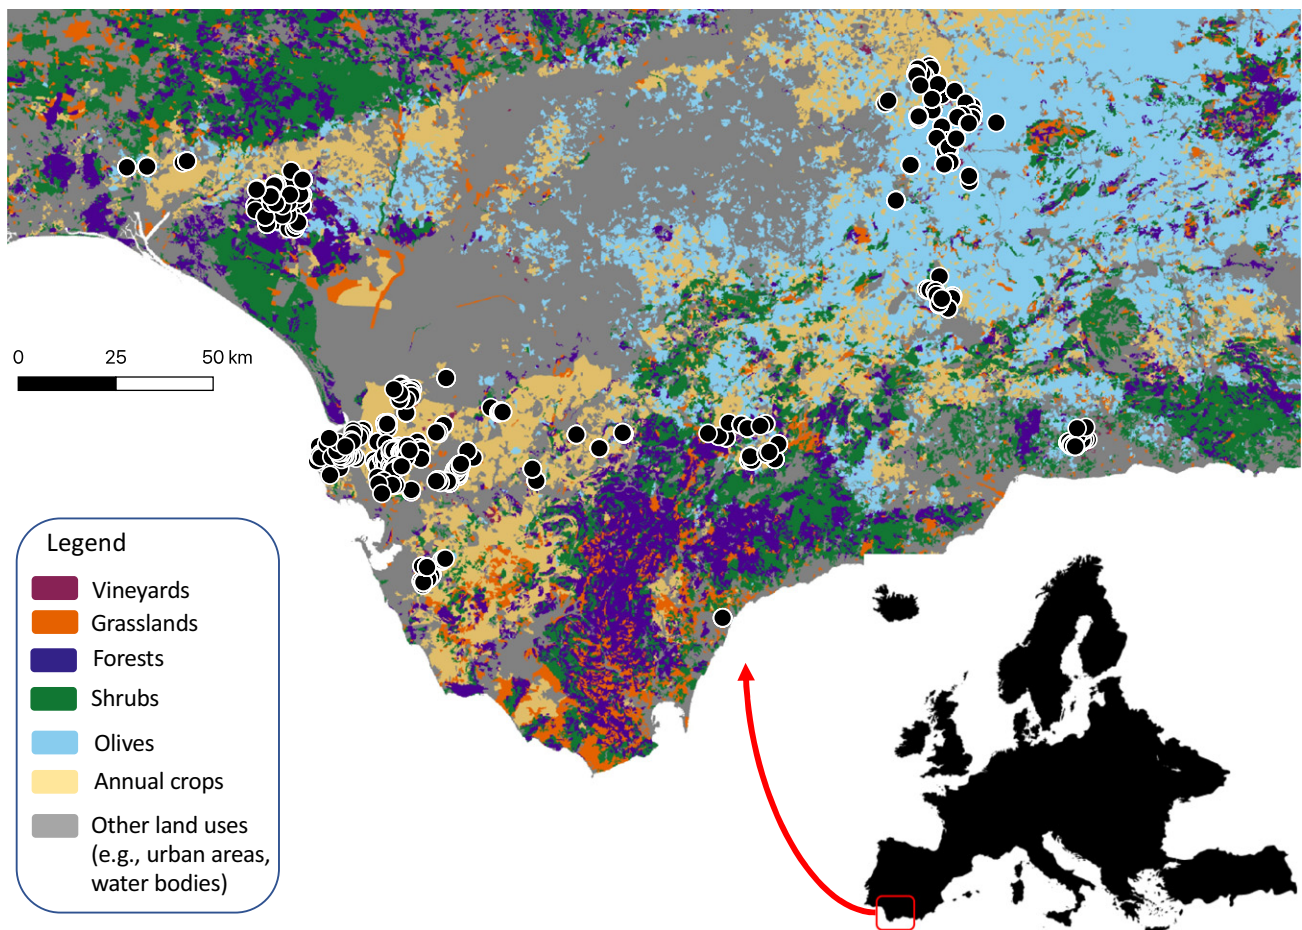 0 25 50 km
Legend
Vineyards
Grasslands
Forests
Shrubs
Olives
Annual crops
Other land uses
(e.g., urban areas,
water bodies)